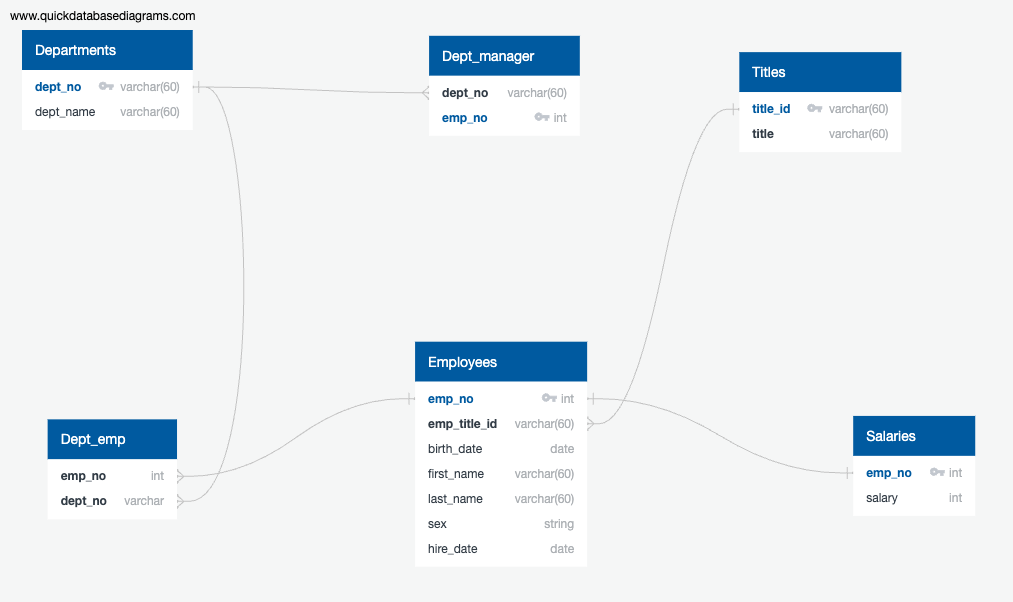 www.quickdatabasediagrams.com
Departments
dept_no varchar(60)
dept_name varchar(60)
Dept_manager
dept_no varchar(60)
emp_no int
Titles
title_id varchar(60)
title varchar(60)
Employees
emp_no int
emp_title_id varchar(60)
birth_date date
first_name varchar(60)
last_name varchar(60)
sex string
hire_date date
Dept_emp
emp_no int
dept_no varchar
Salaries
emp_no int
salary int